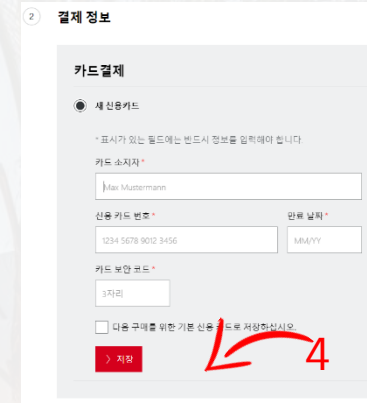 2 결제 정보
카드결제
새 신용카드
* 표시가 있는 필드에는 반드시 정보를 입력해야 합니다
카드 소지자 *
Max Mustermann
신용 카드 번호 * 만료 날짜 *
1234 5678 9012 3456 MM/YY
카드 보안 코드 *
3자리
다음 구매를 위한 기본 신용 카드로 저장하십시오.
> 지장 4